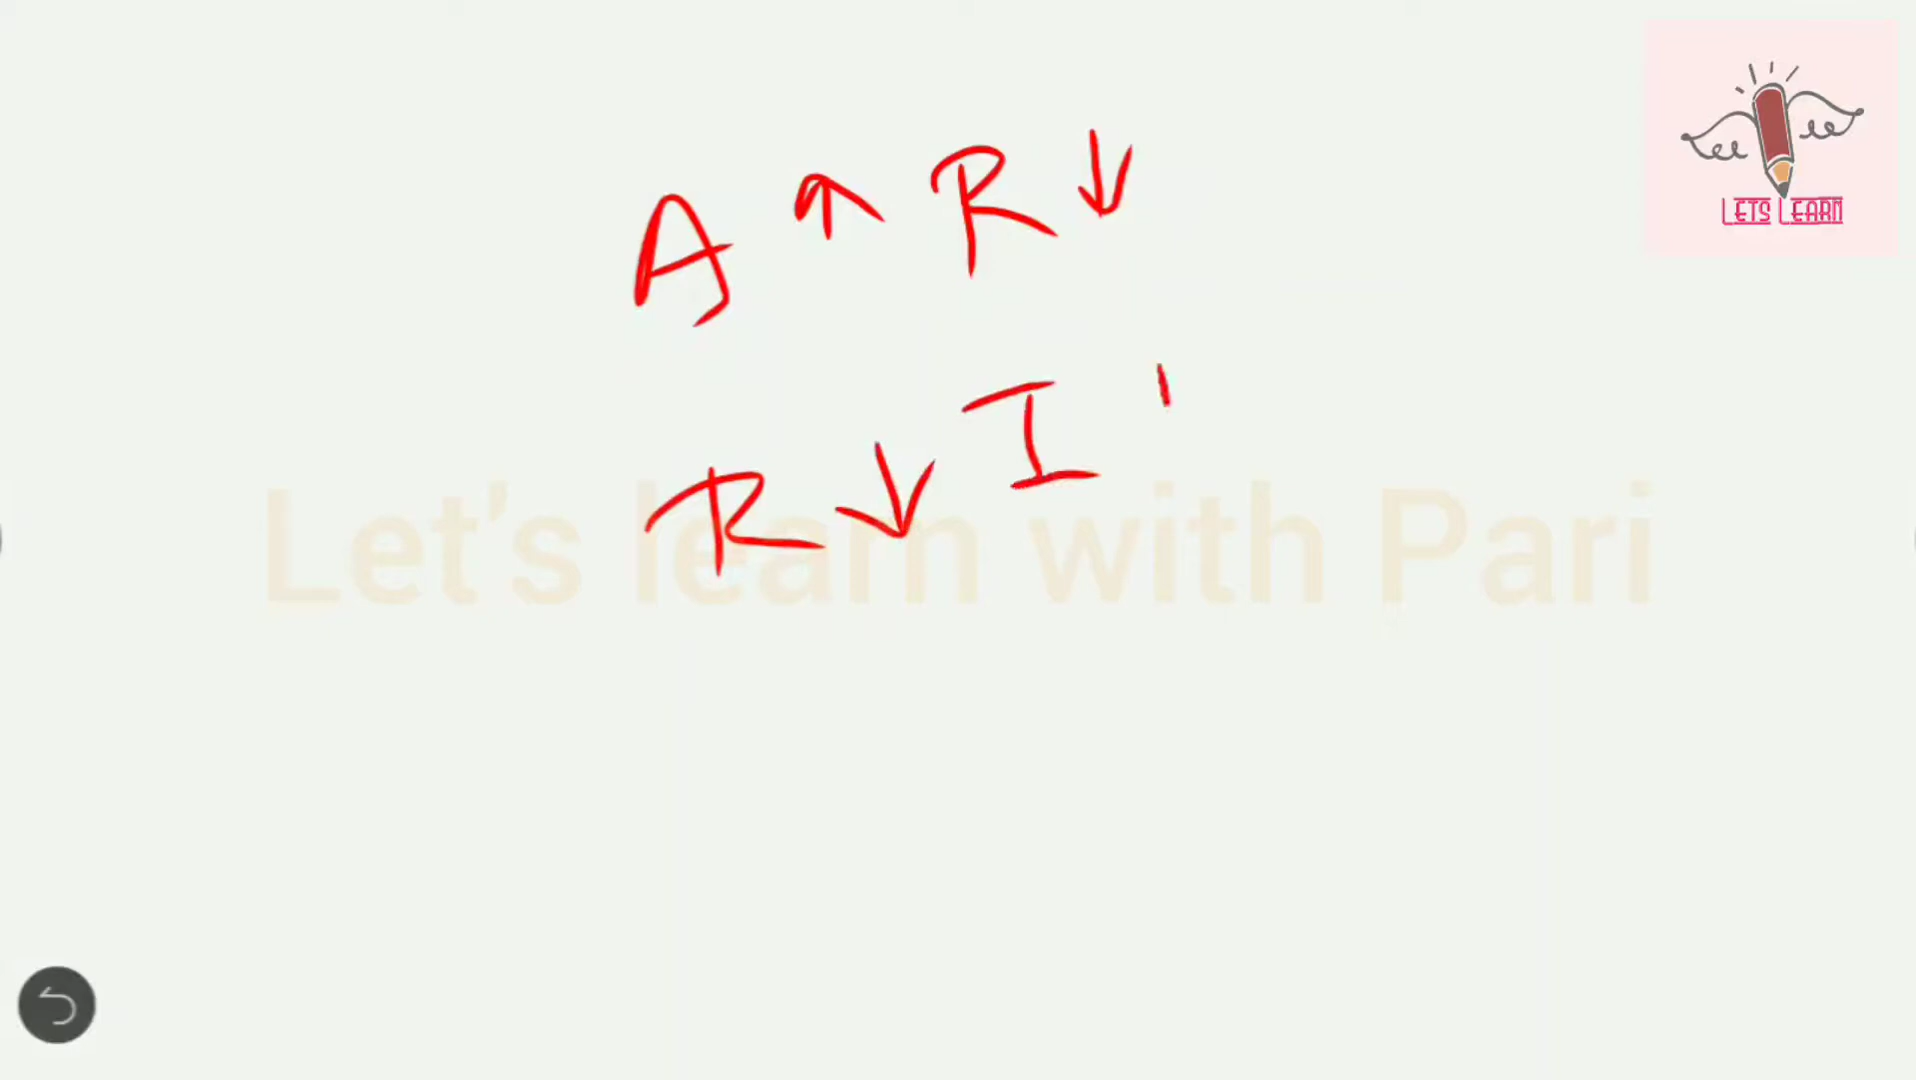 LETS LEARN
A ↑ R ↓
R ↓ I '
Let's learn with Pari